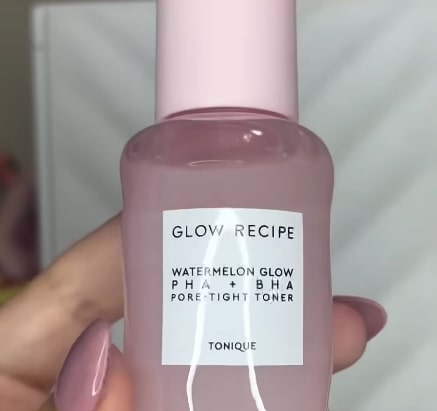 GLOW RECIPE
WATERMELON GLOW
PHA + BHA
PORE-TIGHT TONER
TONIQUE